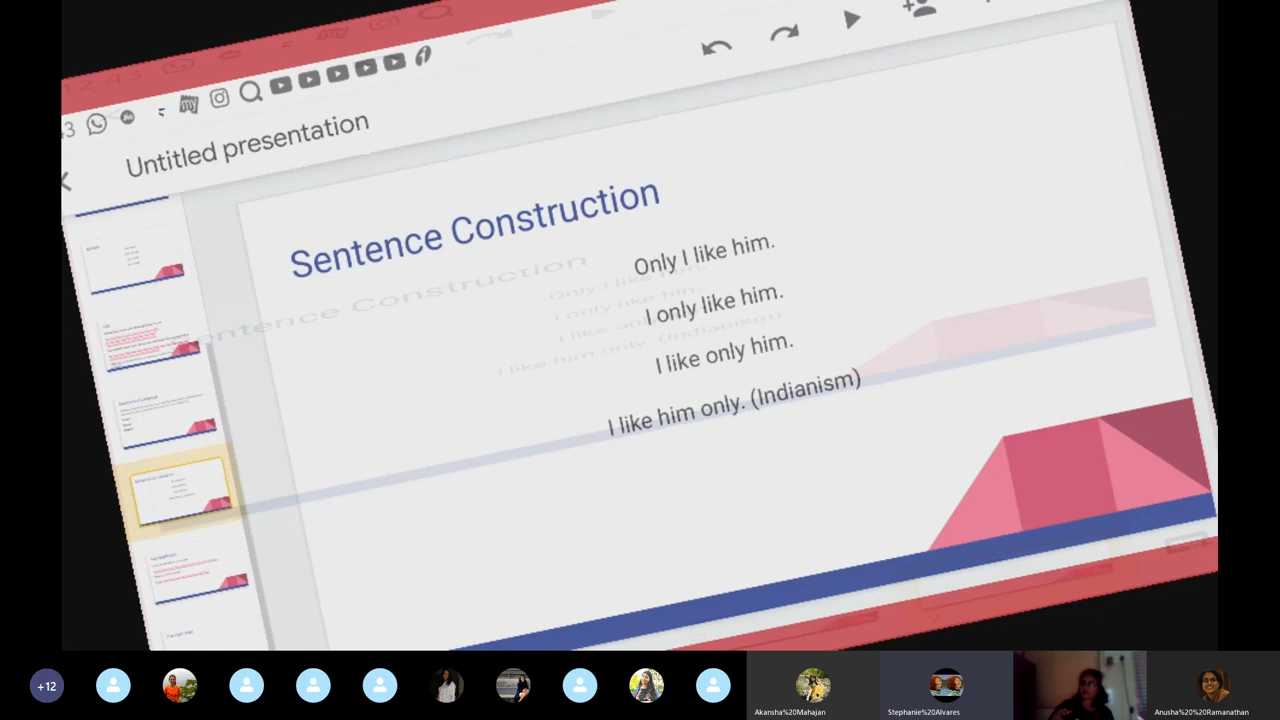 43
Untitled presentation
Sentence Construction
Only I like him.
I only like him.
I like only him.
I like him only. (Indianism)
+12
Akansha%20Mahajan
Stephanie%20Alvares
Anusha%20%20Ramanathan